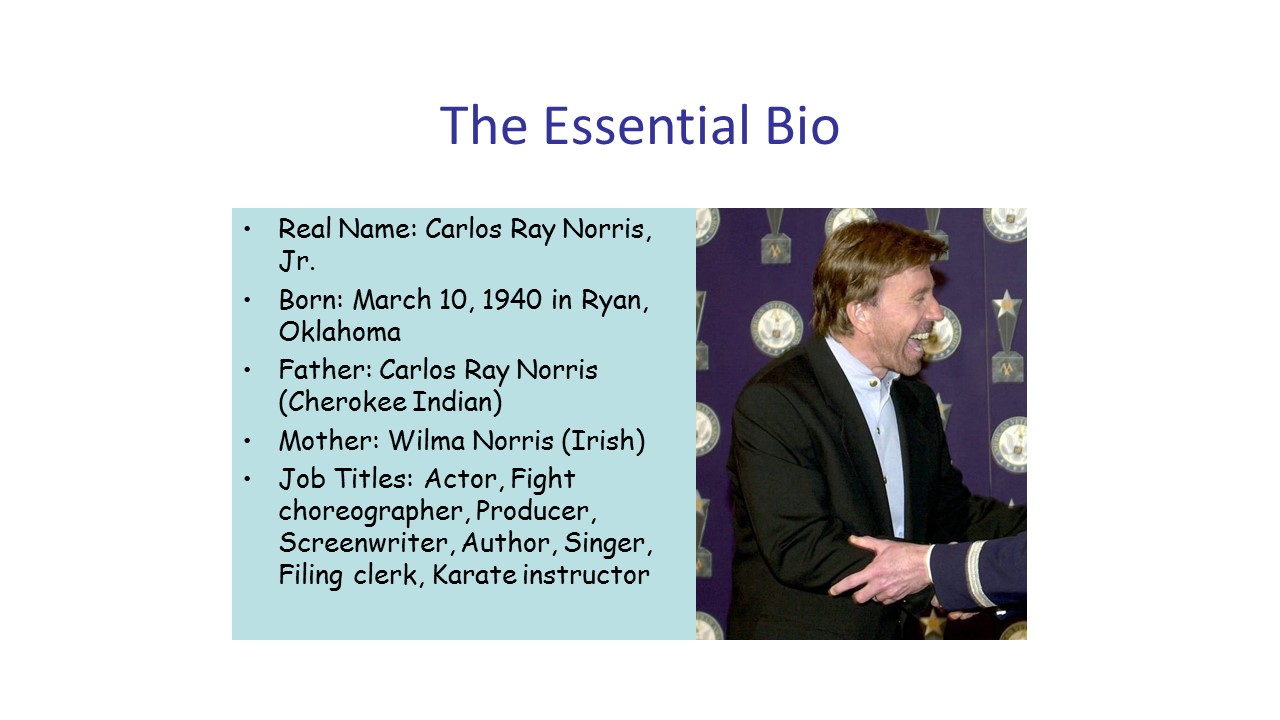 The Essential Bio
• Real Name: Carlos Ray Norris,
Jr.
• Born: March 10, 1940 in Ryan,
Oklahoma
• Father: Carlos Ray Norris
(Cherokee Indian)
• Mother: Wilma Norris (Irish)
• Job Titles: Actor, Fight
choreographer, Producer,
Screenwriter, Author, Singer,
Filing clerk, Karate instructor